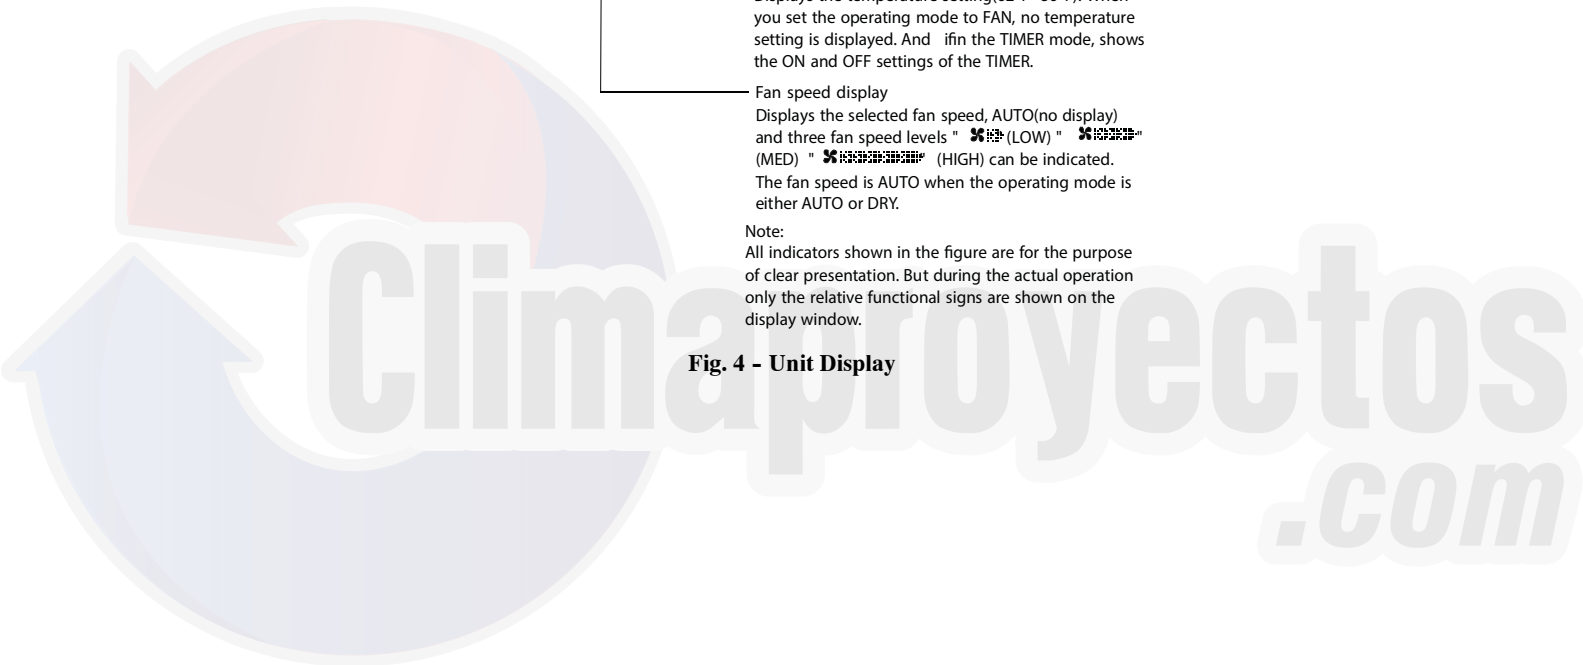 you set the operating mode to FAN, no temperature
setting is displayed. And ifin the TIMER mode, shows
the ON and OFF settings of the TIMER.
Fan speed display
Displays the selected fan speed, AUTO(no display)
and three fan speed levels " (LOW) " "
(MED) " " (HIGH) can be indicated.
The fan speed is AUTO when the operating mode is
either AUTO or DRY.
Note:
All indicators shown in the figure are for the purpose
of clear presentation. But during the actual operation
only the relative functional signs are shown on the
display window.
Fig. 4 - Unit Display
Climaproyectos
.com